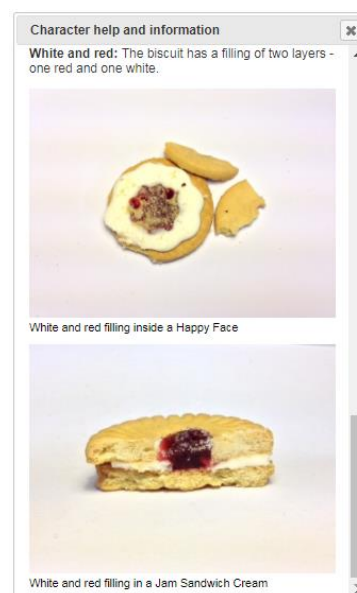 Character help and information
White and red: The biscuit has a filling of two layers -
one red and one white.
White and red filling inside a Happy Face
White and red filling in a Jam Sandwich Cream